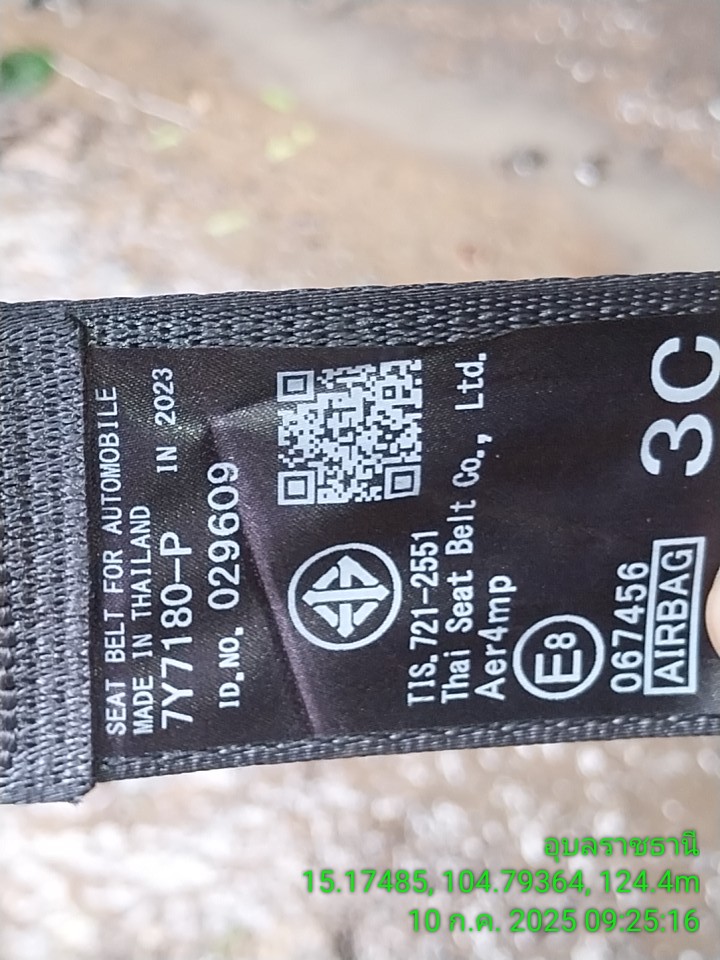 SEAT BELT FOR AUTOMOBILE
MADE IN THAILAND
7Y7180-P IN 2023
ID.NO. 029609
TIS.721-2551
Thai Seat Belt Co., Ltd.
Aer4mp
E8
067456
AIRBAG
3C
อุบลราชธานี
15.17485, 104.79364, 124.4m
10 ก.ค. 2025 09:25:16